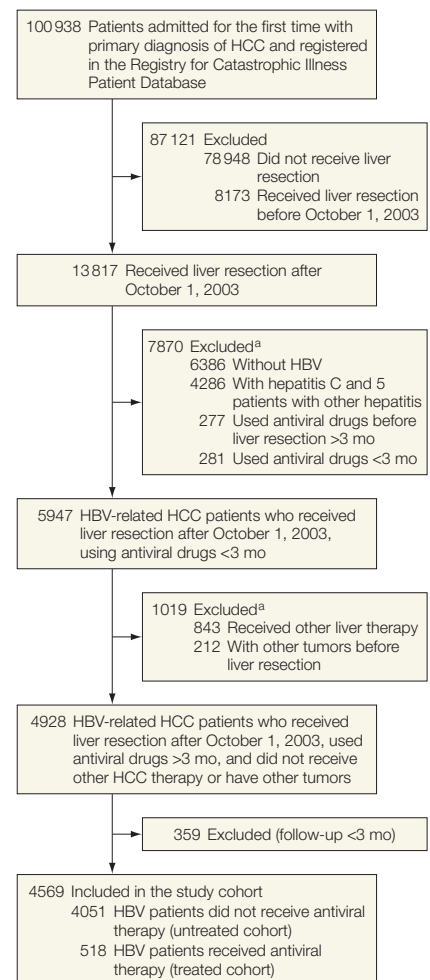 100 938 Patients admitted for the first time with
primary diagnosis of HCC and registered
in the Registry for Catastrophic Illness
Patient Database
87 121 Excluded
78 948 Did not receive liver
resection
8173 Received liver resection
before October 1, 2003
13 817 Received liver resection after
October 1, 2003
7870 Excludedᵃ
6386 Without HBV
4286 With hepatitis C and 5
patients with other hepatitis
277 Used antiviral drugs before
liver resection >3 mo
281 Used antiviral drugs <3 mo
5947 HBV-related HCC patients who received
liver resection after October 1, 2003,
using antiviral drugs <3 mo
1019 Excludedᵃ
843 Received other liver therapy
212 With other tumors before
liver resection
4928 HBV-related HCC patients who received
liver resection after October 1, 2003, used
antiviral drugs >3 mo, and did not receive
other HCC therapy or have other tumors
359 Excluded (follow-up <3 mo)
4569 Included in the study cohort
4051 HBV patients did not receive antiviral
therapy (untreated cohort)
518 HBV patients received antiviral
therapy (treated cohort)